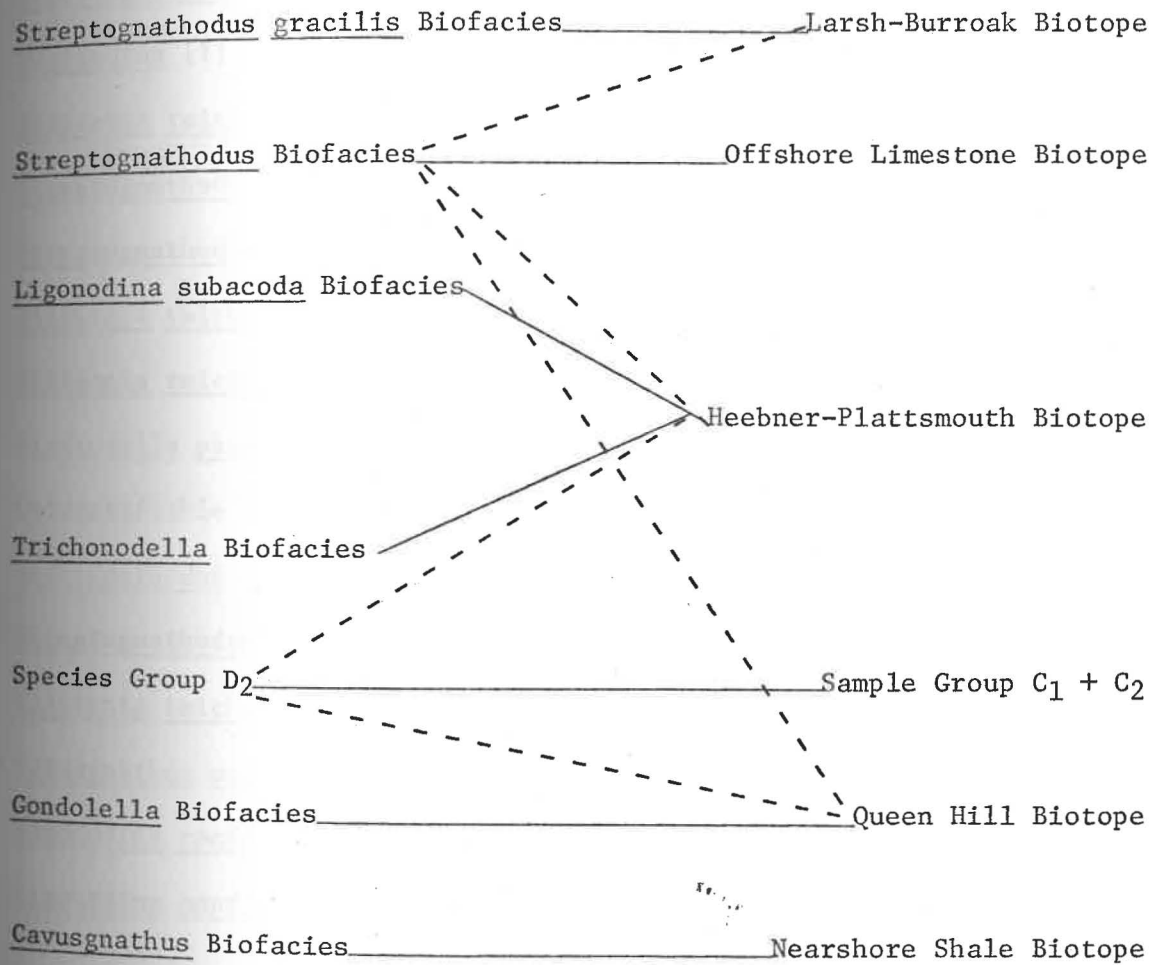 Streptognathodus gracilis Biofacies Larsh-Burroak Biotope
Streptognathodus Biofacies Offshore Limestone Biotope
Ligonodina subacoda Biofacies
Heebner-Plattsmouth Biotope
Trichonodella Biofacies
Species Group D2 Sample Group C1 + C2
Gondolella Biofacies Queen Hill Biotope
Cavusgnathus Biofacies Nearshore Shale Biotope